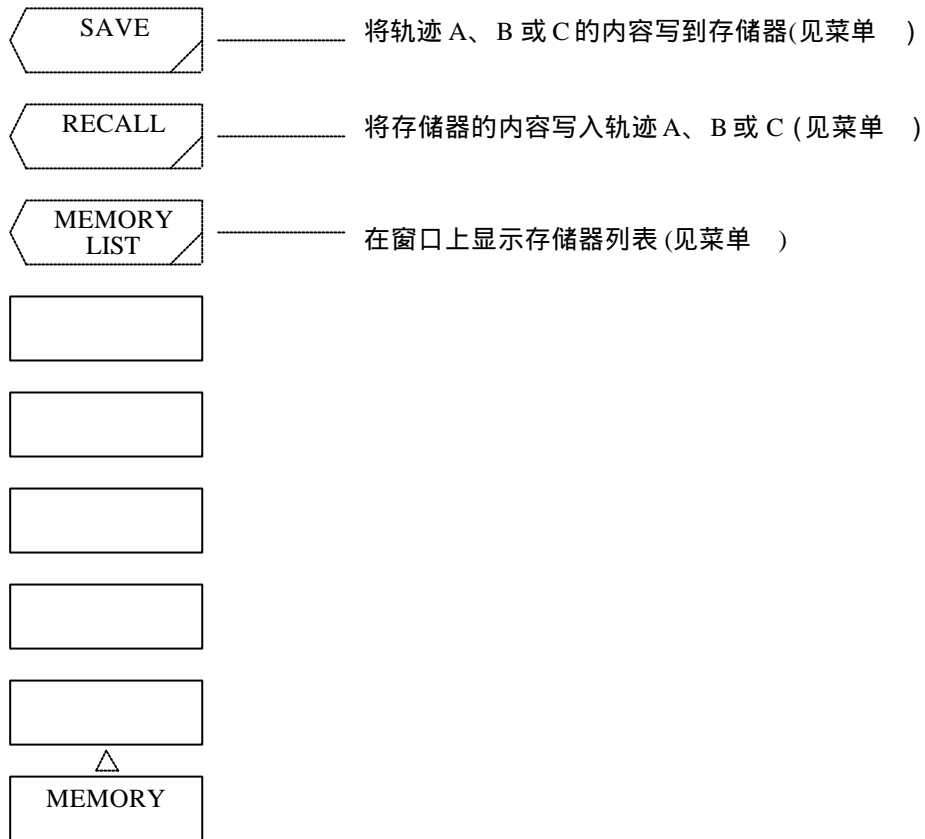 SAVE
将轨迹 A、B 或 C 的内容写到存储器(见菜单 )
RECALL
将存储器的内容写入轨迹 A、B 或 C (见菜单 )
MEMORY
LIST
在窗口上显示存储器列表 (见菜单 )
MEMORY